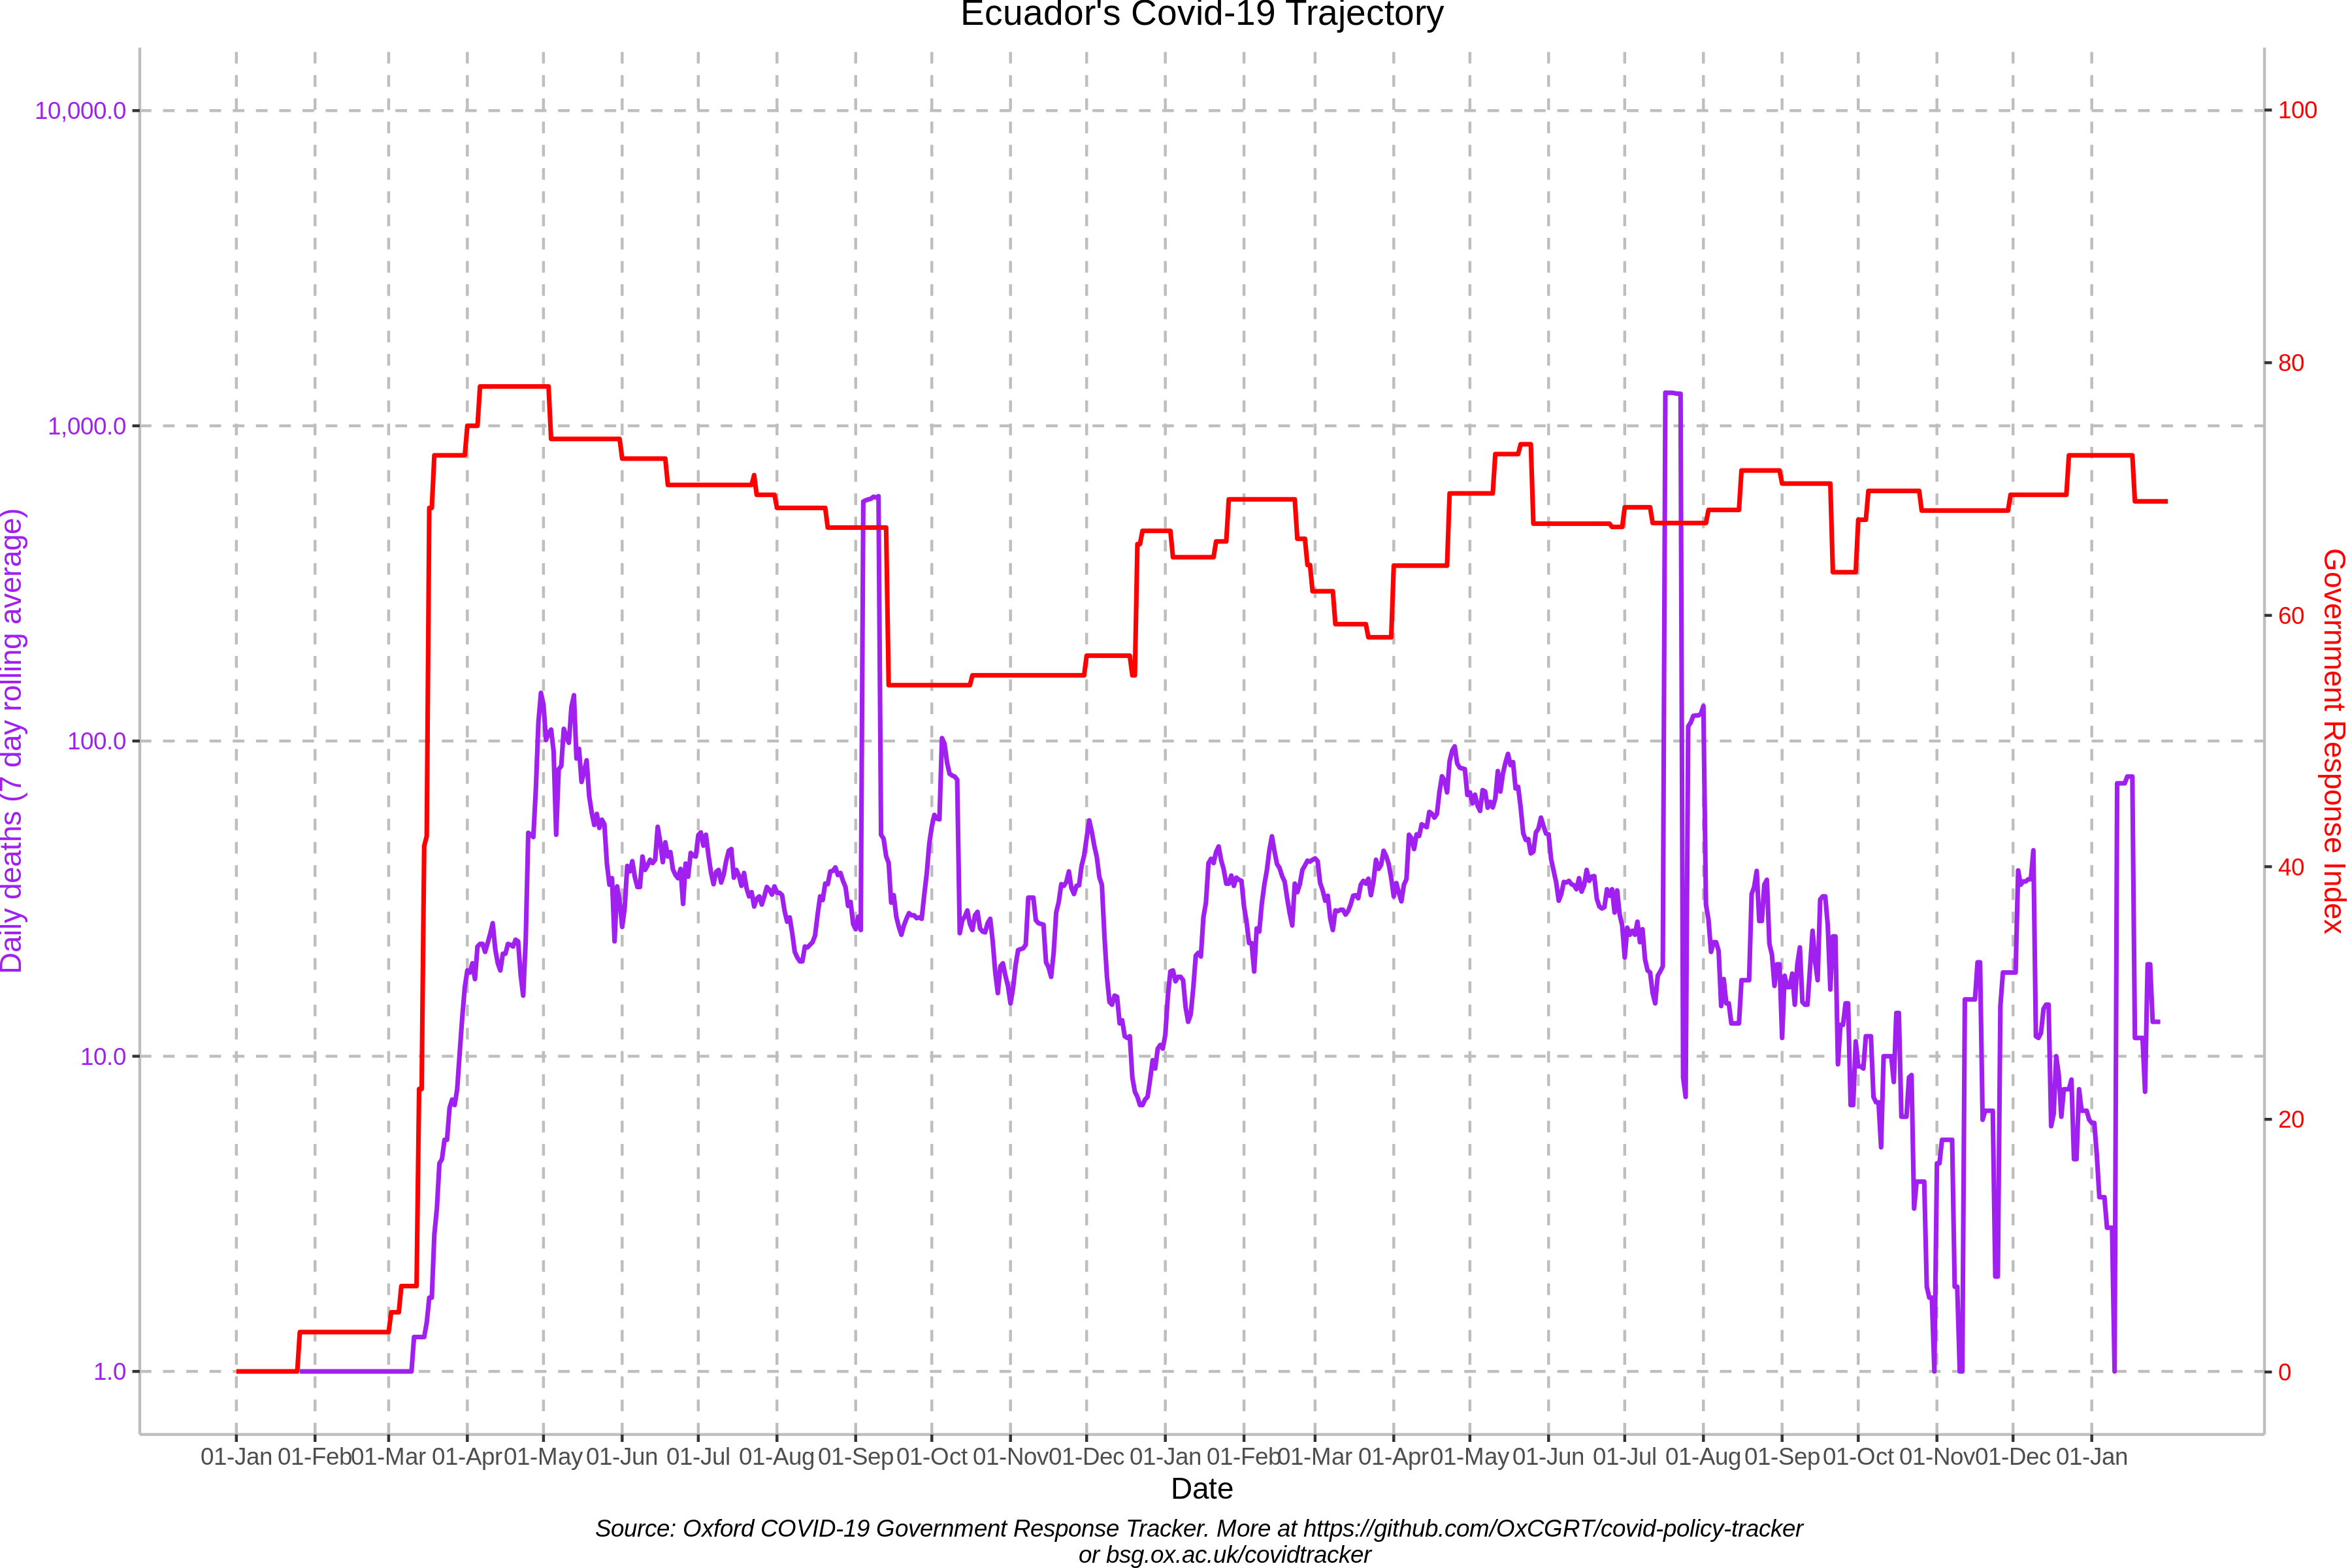 Ecuador's Covid-19 Trajectory
10,000.0
1,000.0
100.0
10.0
1.0
Daily deaths (7 day rolling average)
100
80
60
40
20
0
Government Response Index
01-Jan 01-Feb 01-Mar 01-Apr 01-May 01-Jun 01-Jul 01-Aug 01-Sep 01-Oct 01-Nov 01-Dec 01-Jan 01-Feb 01-Mar 01-Apr 01-May 01-Jun 01-Jul 01-Aug 01-Sep 01-Oct 01-Nov 01-Dec 01-Jan
Date
Source: Oxford COVID-19 Government Response Tracker. More at https://github.com/OxCGRT/covid-policy-tracker
or bsg.ox.ac.uk/covidtracker